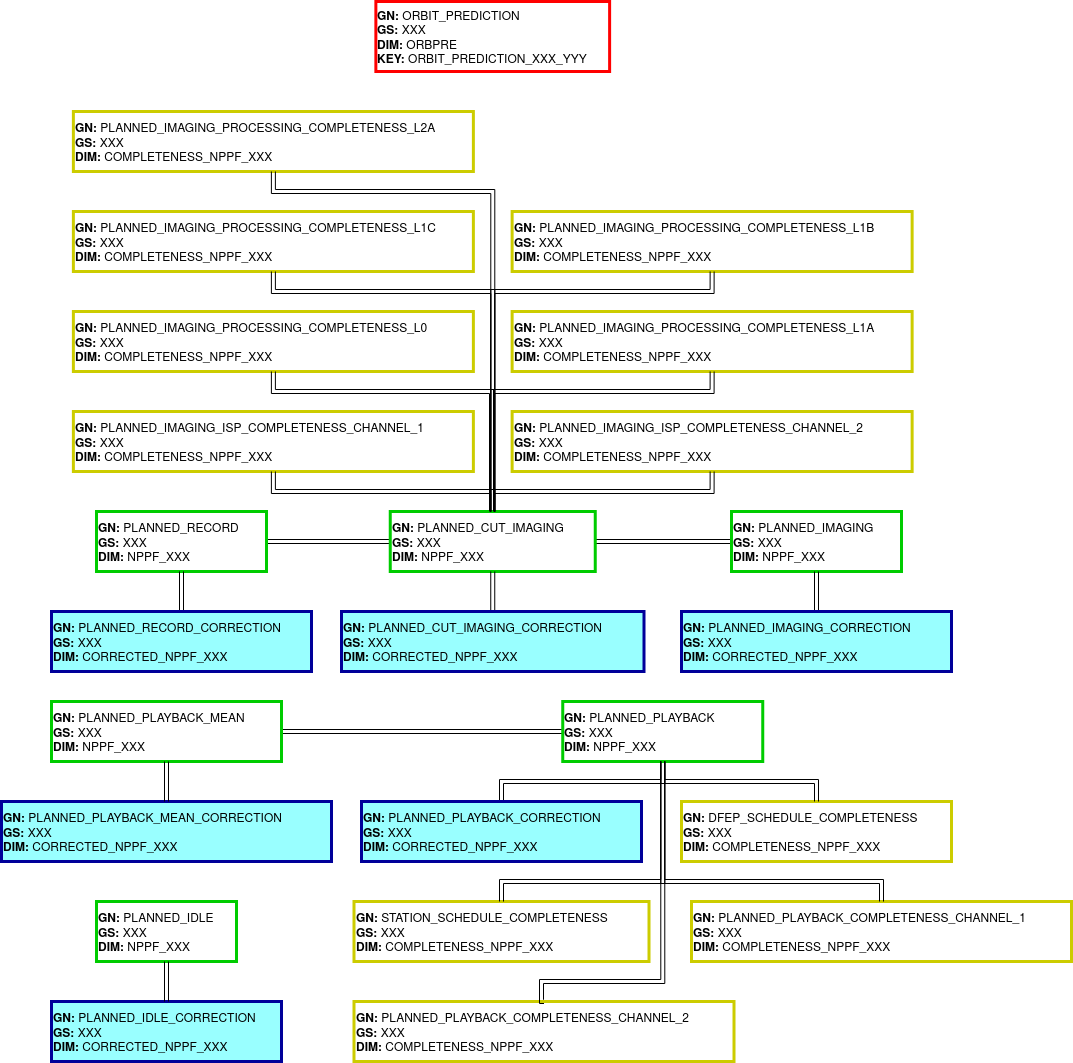 GN: ORBIT_PREDICTION
GS: XXX
DIM: ORBPRE
KEY: ORBIT_PREDICTION_XXX_YYY
GN: PLANNED_IMAGING_PROCESSING_COMPLETENESS_L2A
GS: XXX
DIM: COMPLETENESS_NPPF_XXX
GN: PLANNED_IMAGING_PROCESSING_COMPLETENESS_L1C
GS: XXX
DIM: COMPLETENESS_NPPF_XXX
GN: PLANNED_IMAGING_PROCESSING_COMPLETENESS_L1B
GS: XXX
DIM: COMPLETENESS_NPPF_XXX
GN: PLANNED_IMAGING_PROCESSING_COMPLETENESS_L0
GS: XXX
DIM: COMPLETENESS_NPPF_XXX
GN: PLANNED_IMAGING_PROCESSING_COMPLETENESS_L1A
GS: XXX
DIM: COMPLETENESS_NPPF_XXX
GN: PLANNED_IMAGING_ISP_COMPLETENESS_CHANNEL_1
GS: XXX
DIM: COMPLETENESS_NPPF_XXX
GN: PLANNED_IMAGING_ISP_COMPLETENESS_CHANNEL_2
GS: XXX
DIM: COMPLETENESS_NPPF_XXX
GN: PLANNED_RECORD
GS: XXX
DIM: NPPF_XXX
GN: PLANNED_CUT_IMAGING
GS: XXX
DIM: NPPF_XXX
GN: PLANNED_IMAGING
GS: XXX
DIM: NPPF_XXX
GN: PLANNED_RECORD_CORRECTION
GS: XXX
DIM: CORRECTED_NPPF_XXX
GN: PLANNED_CUT_IMAGING_CORRECTION
GS: XXX
DIM: CORRECTED_NPPF_XXX
GN: PLANNED_IMAGING_CORRECTION
GS: XXX
DIM: CORRECTED_NPPF_XXX
GN: PLANNED_PLAYBACK_MEAN
GS: XXX
DIM: NPPF_XXX
GN: PLANNED_PLAYBACK
GS: XXX
DIM: NPPF_XXX
GN: PLANNED_PLAYBACK_MEAN_CORRECTION
GS: XXX
DIM: CORRECTED_NPPF_XXX
GN: PLANNED_PLAYBACK_CORRECTION
GS: XXX
DIM: CORRECTED_NPPF_XXX
GN: DFEP_SCHEDULE_COMPLETENESS
GS: XXX
DIM: COMPLETENESS_NPPF_XXX
GN: PLANNED_IDLE
GS: XXX
DIM: NPPF_XXX
GN: STATION_SCHEDULE_COMPLETENESS
GS: XXX
DIM: COMPLETENESS_NPPF_XXX
GN: PLANNED_PLAYBACK_COMPLETENESS_CHANNEL_1
GS: XXX
DIM: COMPLETENESS_NPPF_XXX
GN: PLANNED_IDLE_CORRECTION
GS: XXX
DIM: CORRECTED_NPPF_XXX
GN: PLANNED_PLAYBACK_COMPLETENESS_CHANNEL_2
GS: XXX
DIM: COMPLETENESS_NPPF_XXX